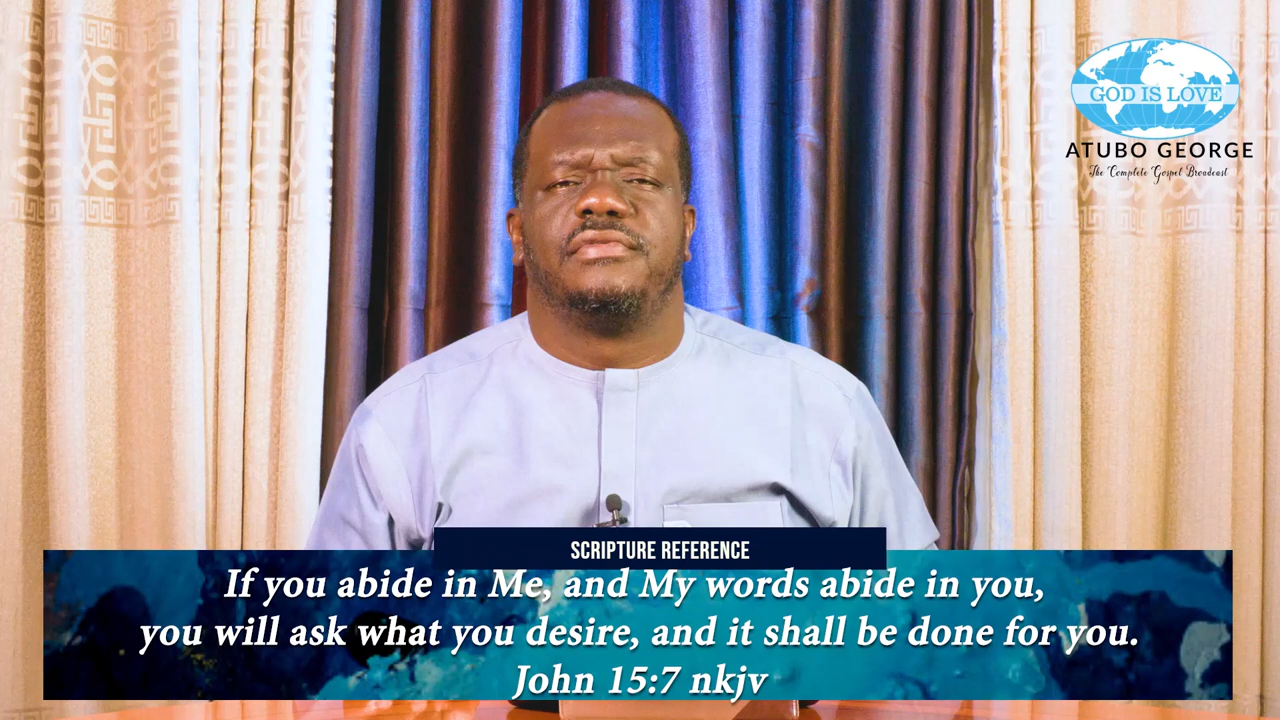 GOD IS LOVE
ATUBO GEORGE
The Complete Gospel Broadcast
SCRIPTURE REFERENCE
If you abide in Me, and My words abide in you,
you will ask what you desire, and it shall be done for you.
John 15:7 nkjv